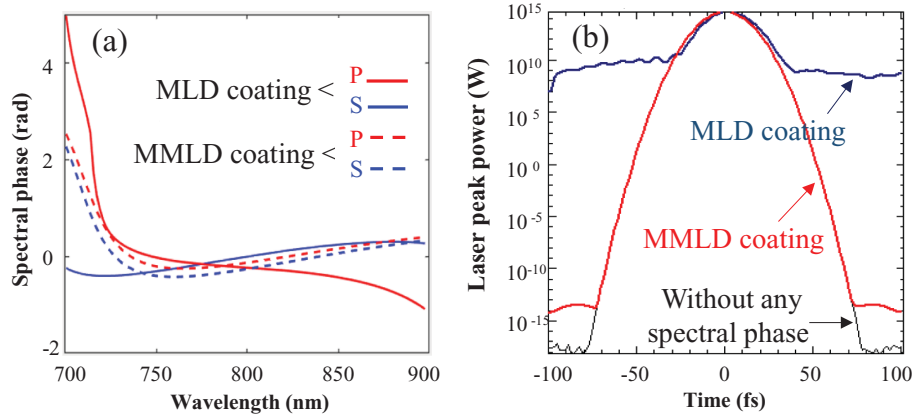 (a)
MLD coating < P
S
MMLD coating < P
S
Spectral phase (rad)
4
2
0
-2
700
750
800
850
900
Wavelength (nm)
(b)
MLD coating
MMLD coating
Without any
spectral phase
Laser peak power (W)
10^15
10^10
10^5
10^0
10^-5
10^-10
10^-15
-100
-50
0
50
100
Time (fs)